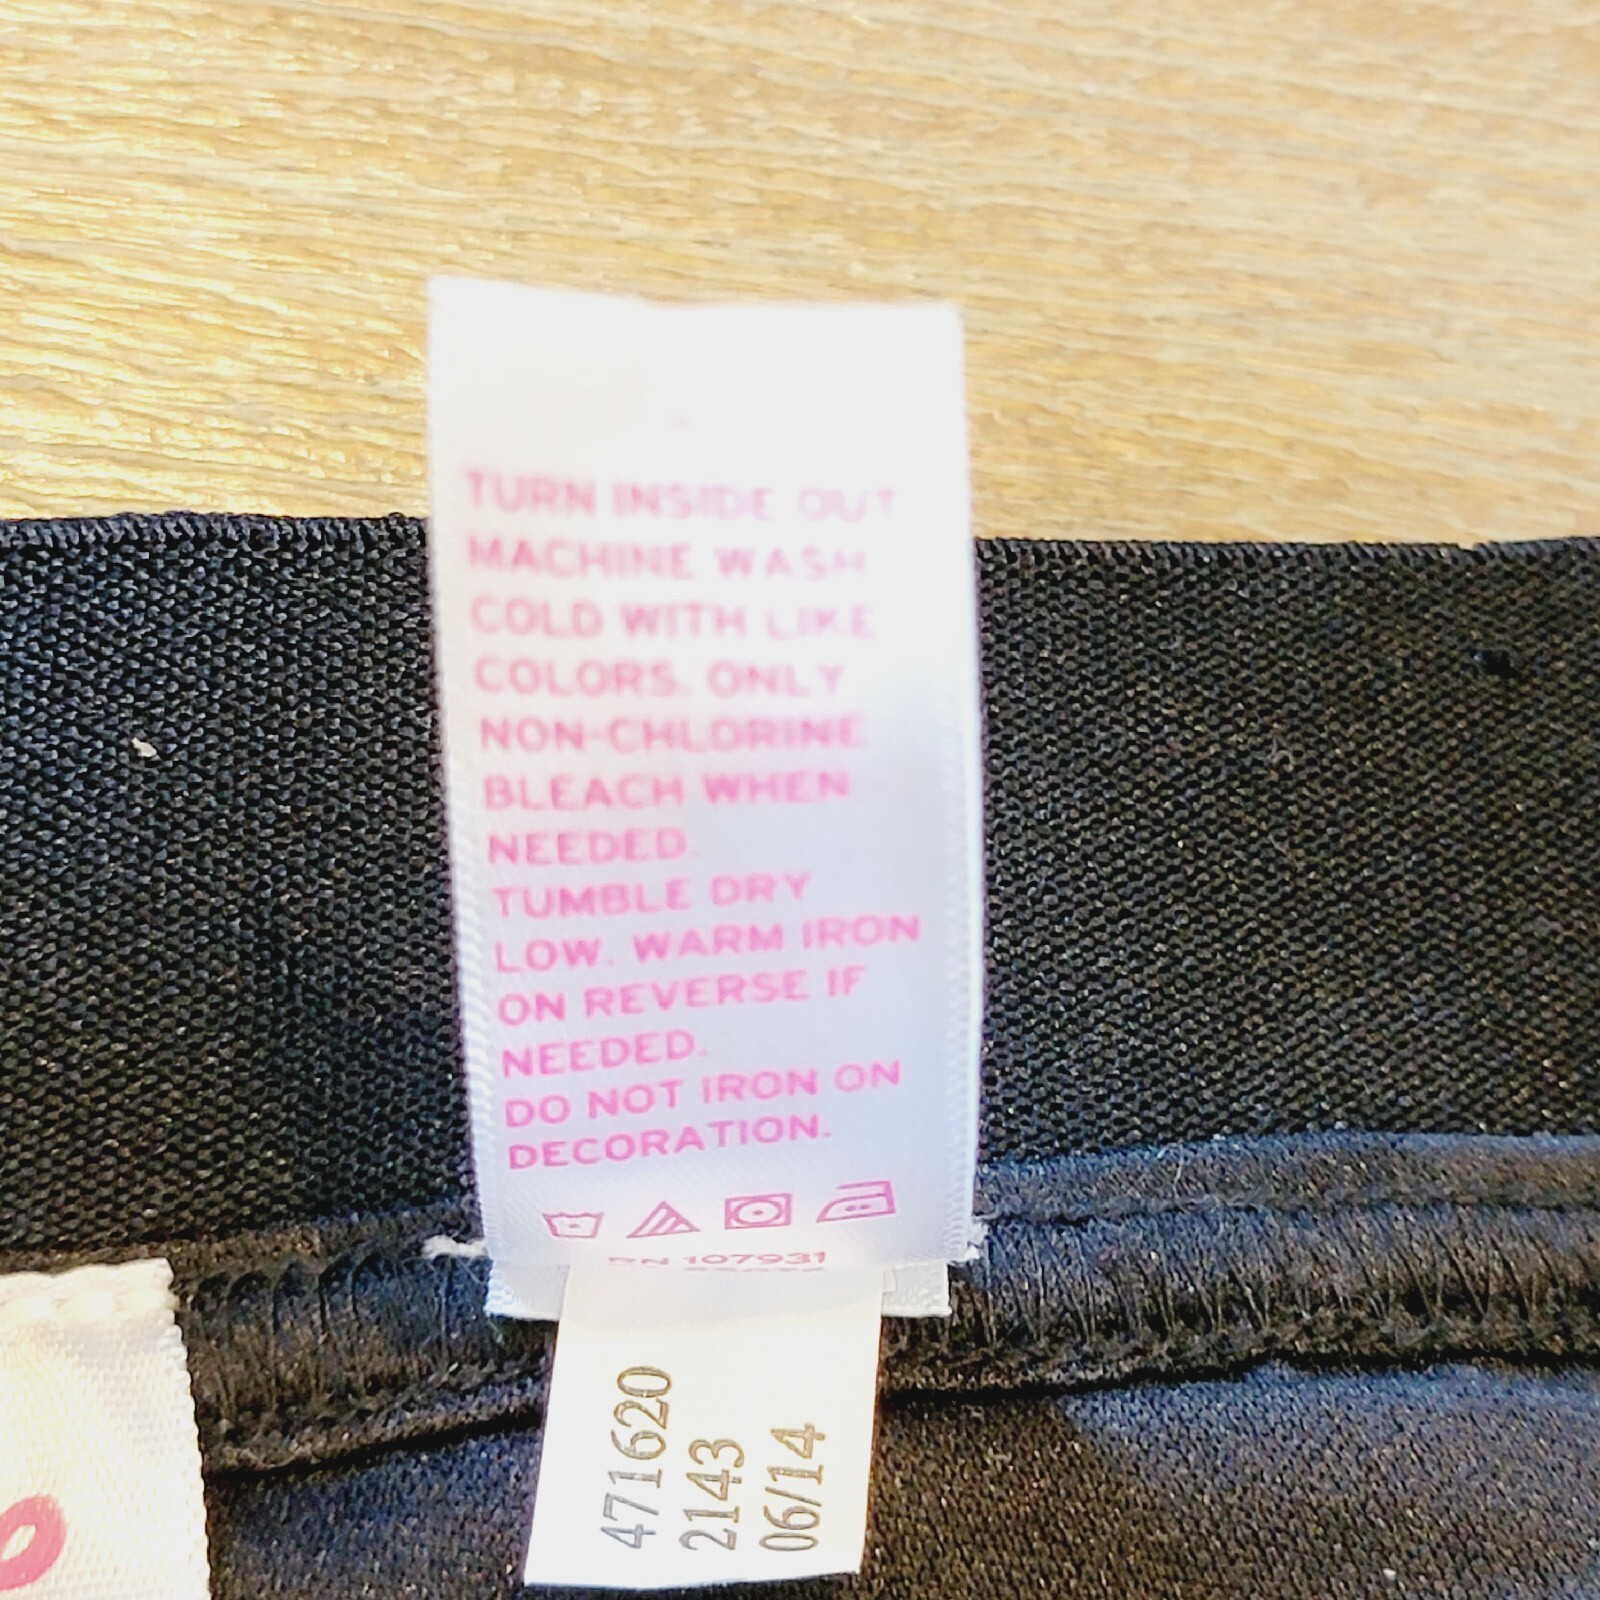 TURN INSIDE OUT
MACHINE WASH
COLD WITH LIKE
COLORS. ONLY
NON-CHLORINE
BLEACH WHEN
NEEDED.
TUMBLE DRY
LOW. WARM IRON
ON REVERSE IF
NEEDED.
DO NOT IRON ON
DECORATION.
RN 107931
471620
2143
06/14